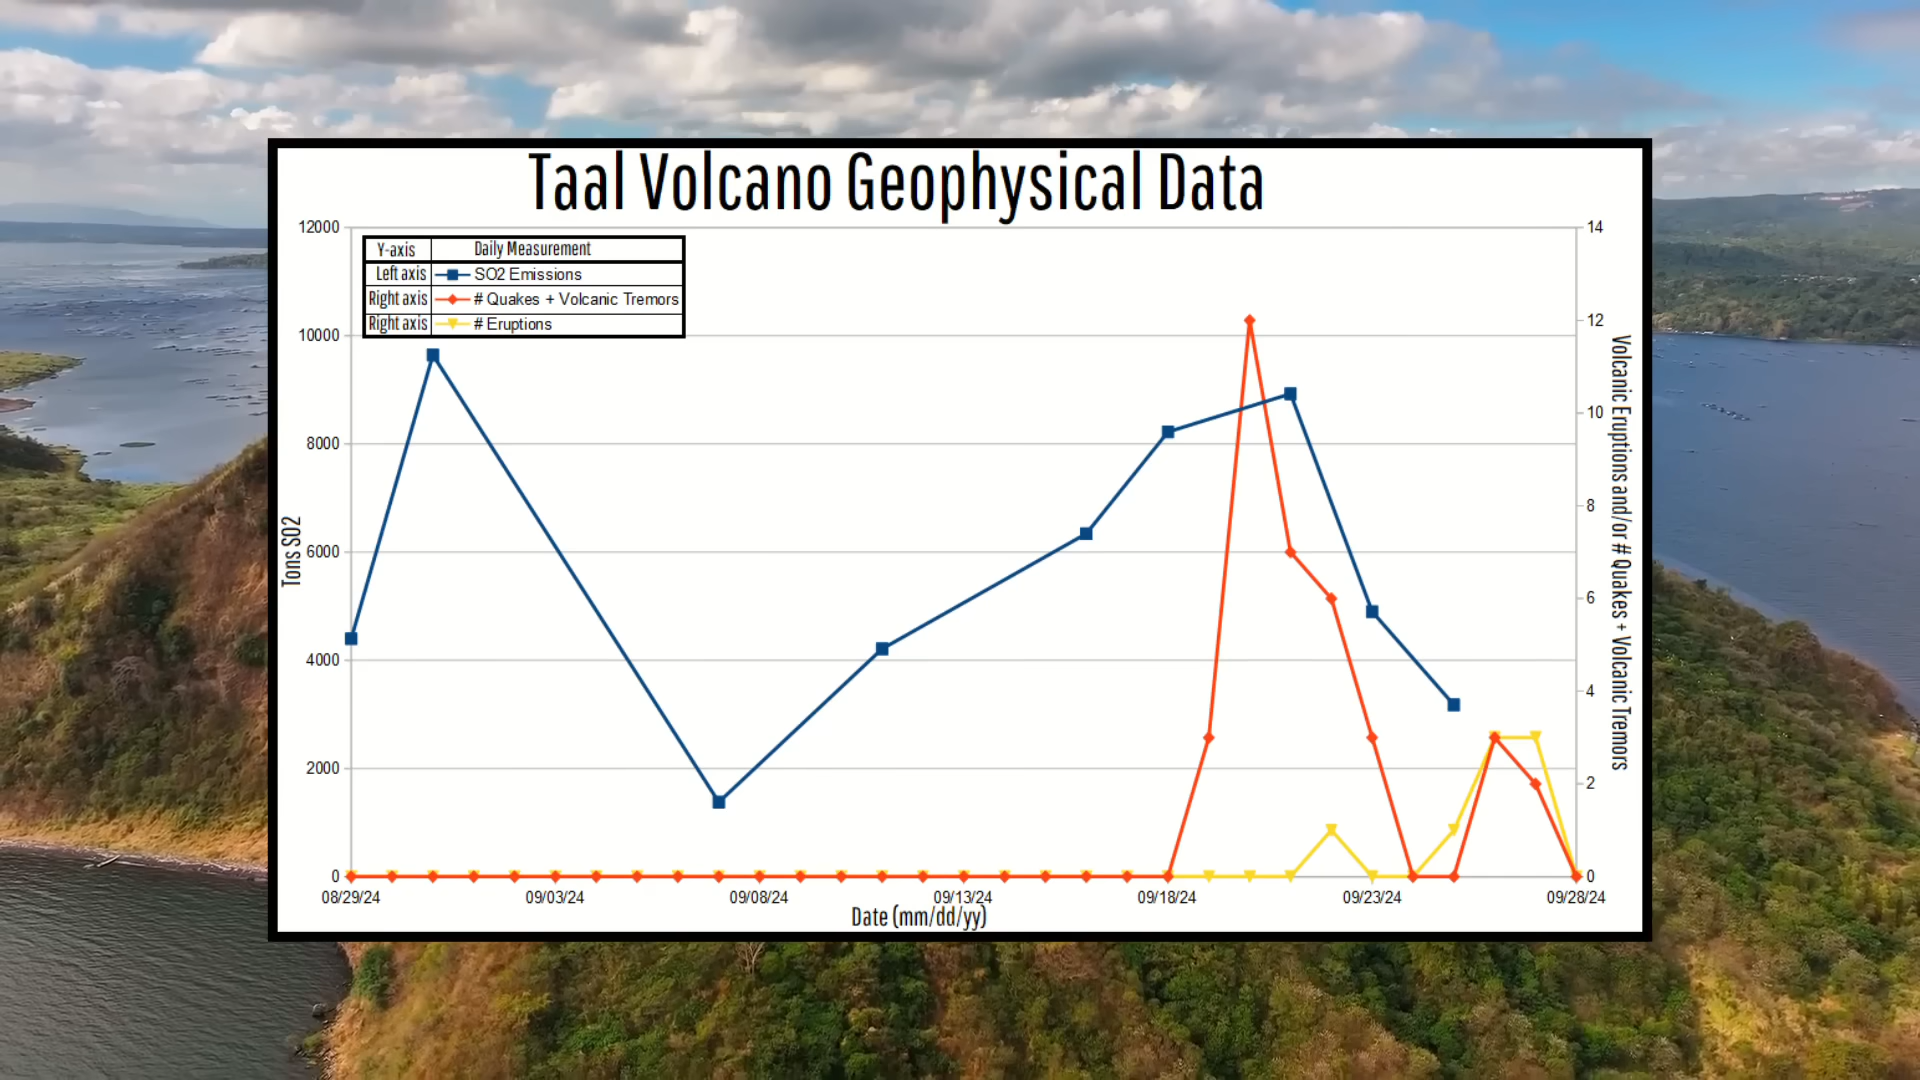 Taal Volcano Geophysical Data
Y-axis Daily Measurement
Left axis SO2 Emissions
Right axis # Quakes + Volcanic Tremors
Right axis # Eruptions
12000
10000
8000
6000
4000
2000
0
Tons SO2
14
12
10
8
6
4
2
0
Volcanic Eruptions and/or # Quakes + Volcanic Tremors
08/29/24 09/03/24 09/08/24 09/13/24 09/18/24 09/23/24 09/28/24
Date (mm/dd/yy)